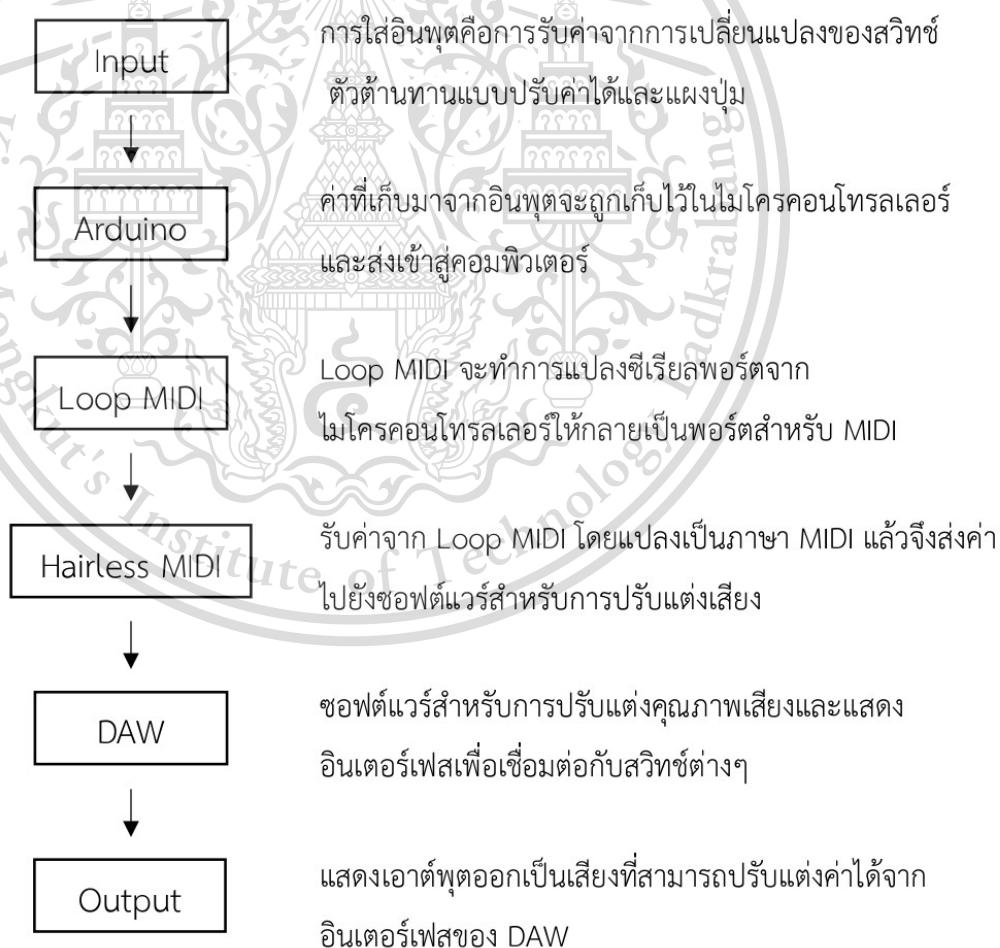 Input
การใส่อินพุตคือการรับค่าจากการเปลี่ยนแปลงของสวิทช์
ตัวต้านทานแบบปรับค่าได้และแผงปุ่ม
Arduino
ค่าที่เก็บมาจากอินพุตจะถูกเก็บไว้ในไมโครคอนโทรลเลอร์
และส่งเข้าสู่คอมพิวเตอร์
Loop MIDI
Loop MIDI จะทำการแปลงซีเรียลพอร์ตจาก
ไมโครคอนโทรลเลอร์ให้กลายเป็นพอร์ตสำหรับ MIDI
Hairless MIDI
รับค่าจาก Loop MIDI โดยแปลงเป็นภาษา MIDI แล้วจึงส่งค่า
ไปยังซอฟต์แวร์สำหรับการปรับแต่งเสียง
DAW
ซอฟต์แวร์สำหรับการปรับแต่งคุณภาพเสียงและแสดง
อินเตอร์เฟสเพื่อเชื่อมต่อกับสวิทช์ต่างๆ
Output
แสดงเอาต์พุตออกเป็นเสียงที่สามารถปรับแต่งค่าได้จาก
อินเตอร์เฟสของ DAW
ngkut's Institute of Technology Ladkrabang